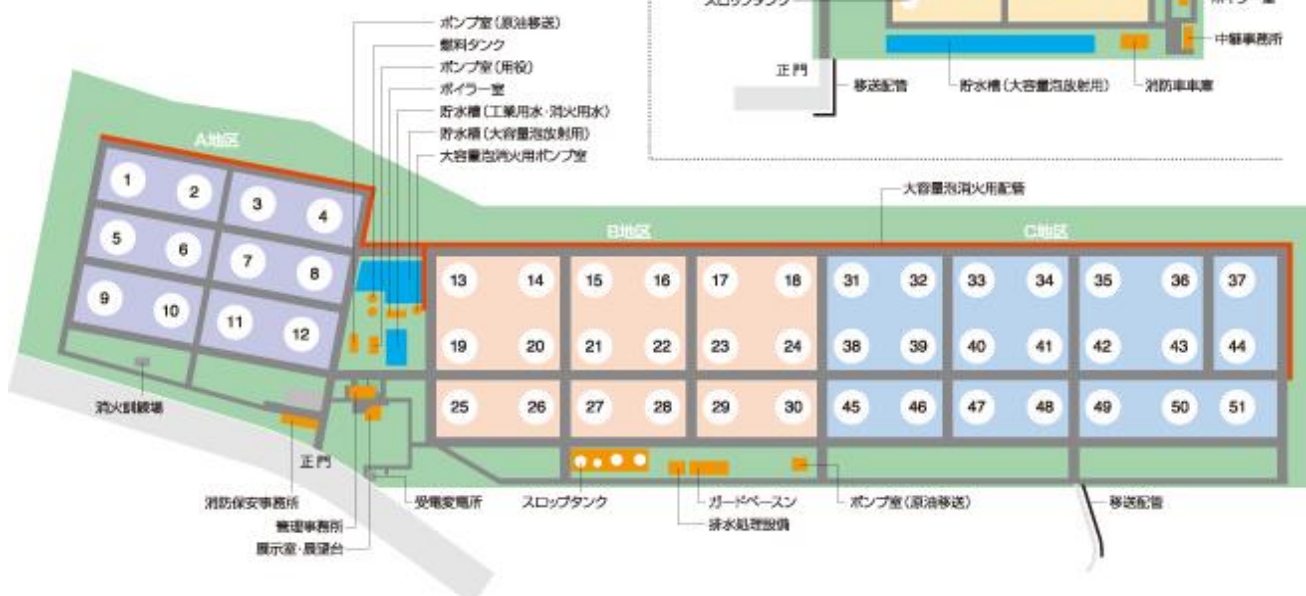 スロップタンク
ボイラー室
中継事務所
正門
移送配管
貯水槽(大容量泡放射用)
消防車車庫
ポンプ室(原油移送)
燃料タンク
ポンプ室(用役)
ボイラー室
貯水槽(工業用水・消火用水)
貯水槽(大容量泡放射用)
大容量泡消火用ポンプ室
大容量泡消火用配管
A地区
B地区
C地区
1 2 3 4
5 6 7 8
9 10 11 12
13 14 15 16 17 18 31 32 33 34 35 36 37
19 20 21 22 23 24 38 39 40 41 42 43 44
25 26 27 28 29 30 45 46 47 48 49 50 51
消火訓練場
正門
消防保安事務所
管理事務所
展示室・展望台
受電変電所
スロップタンク
ガードベースン
排水処理設備
ポンプ室(原油移送)
移送配管